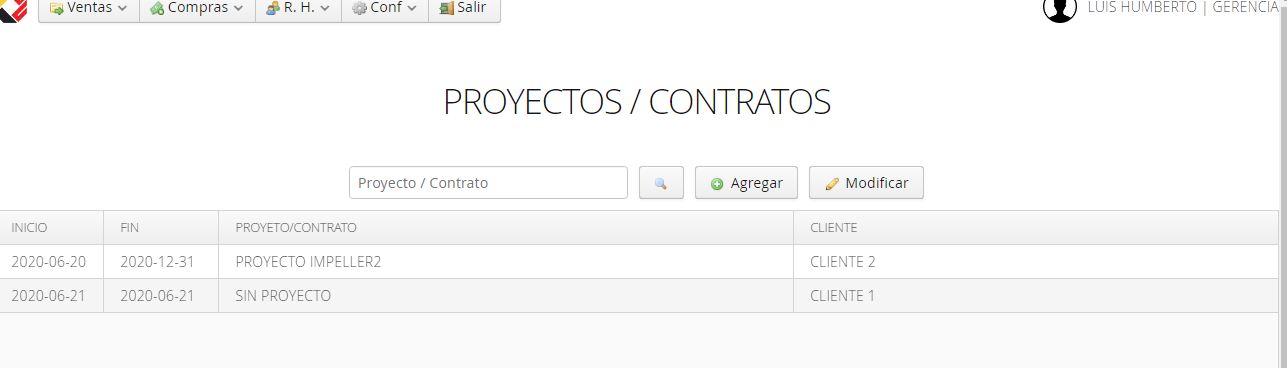 Ventas Compras R. H. Conf Salir LUIS HUMBERTO | GERENCIA
PROYECTOS / CONTRATOS
Proyecto / Contrato Agregar Modificar
INICIO FIN PROYETO/CONTRATO CLIENTE
2020-06-20 2020-12-31 PROYECTO IMPELLER2 CLIENTE 2
2020-06-21 2020-06-21 SIN PROYECTO CLIENTE 1